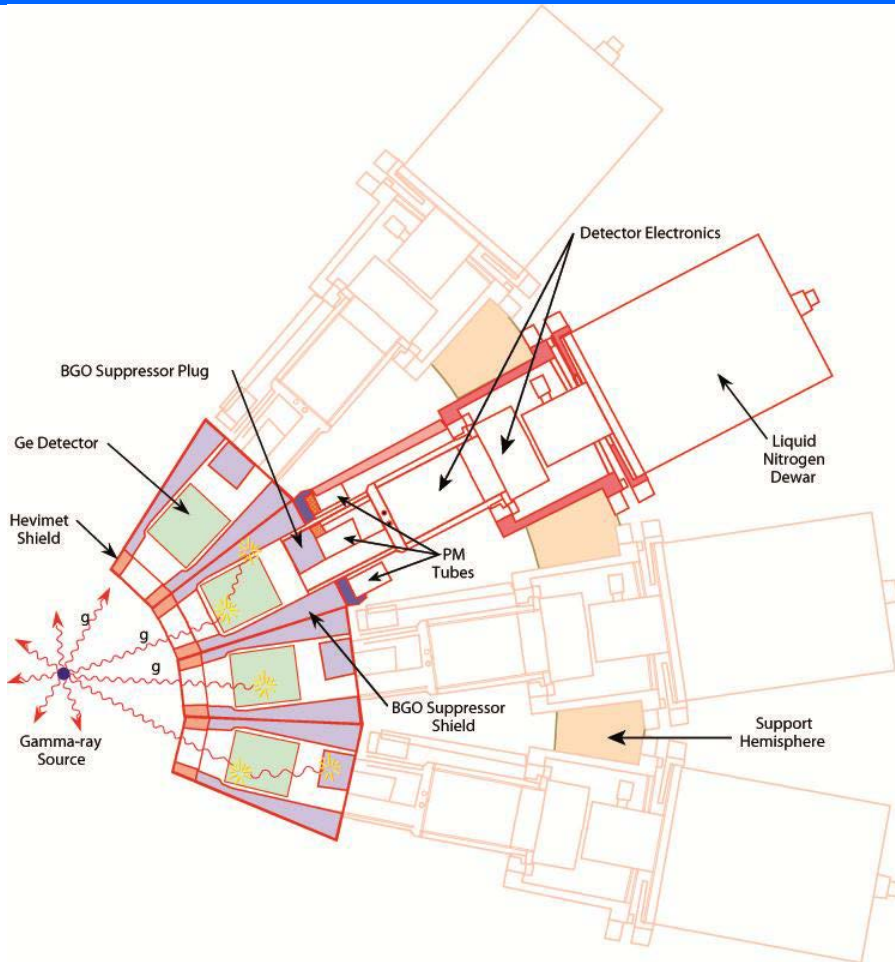 Detector Electronics
BGO Suppressor Plug
Ge Detector
Liquid
Nitrogen
Dewar
Hevimet
Shield
PM
Tubes
g
g
g
BGO Suppressor
Shield
Support
Hemisphere
Gamma-ray
Source